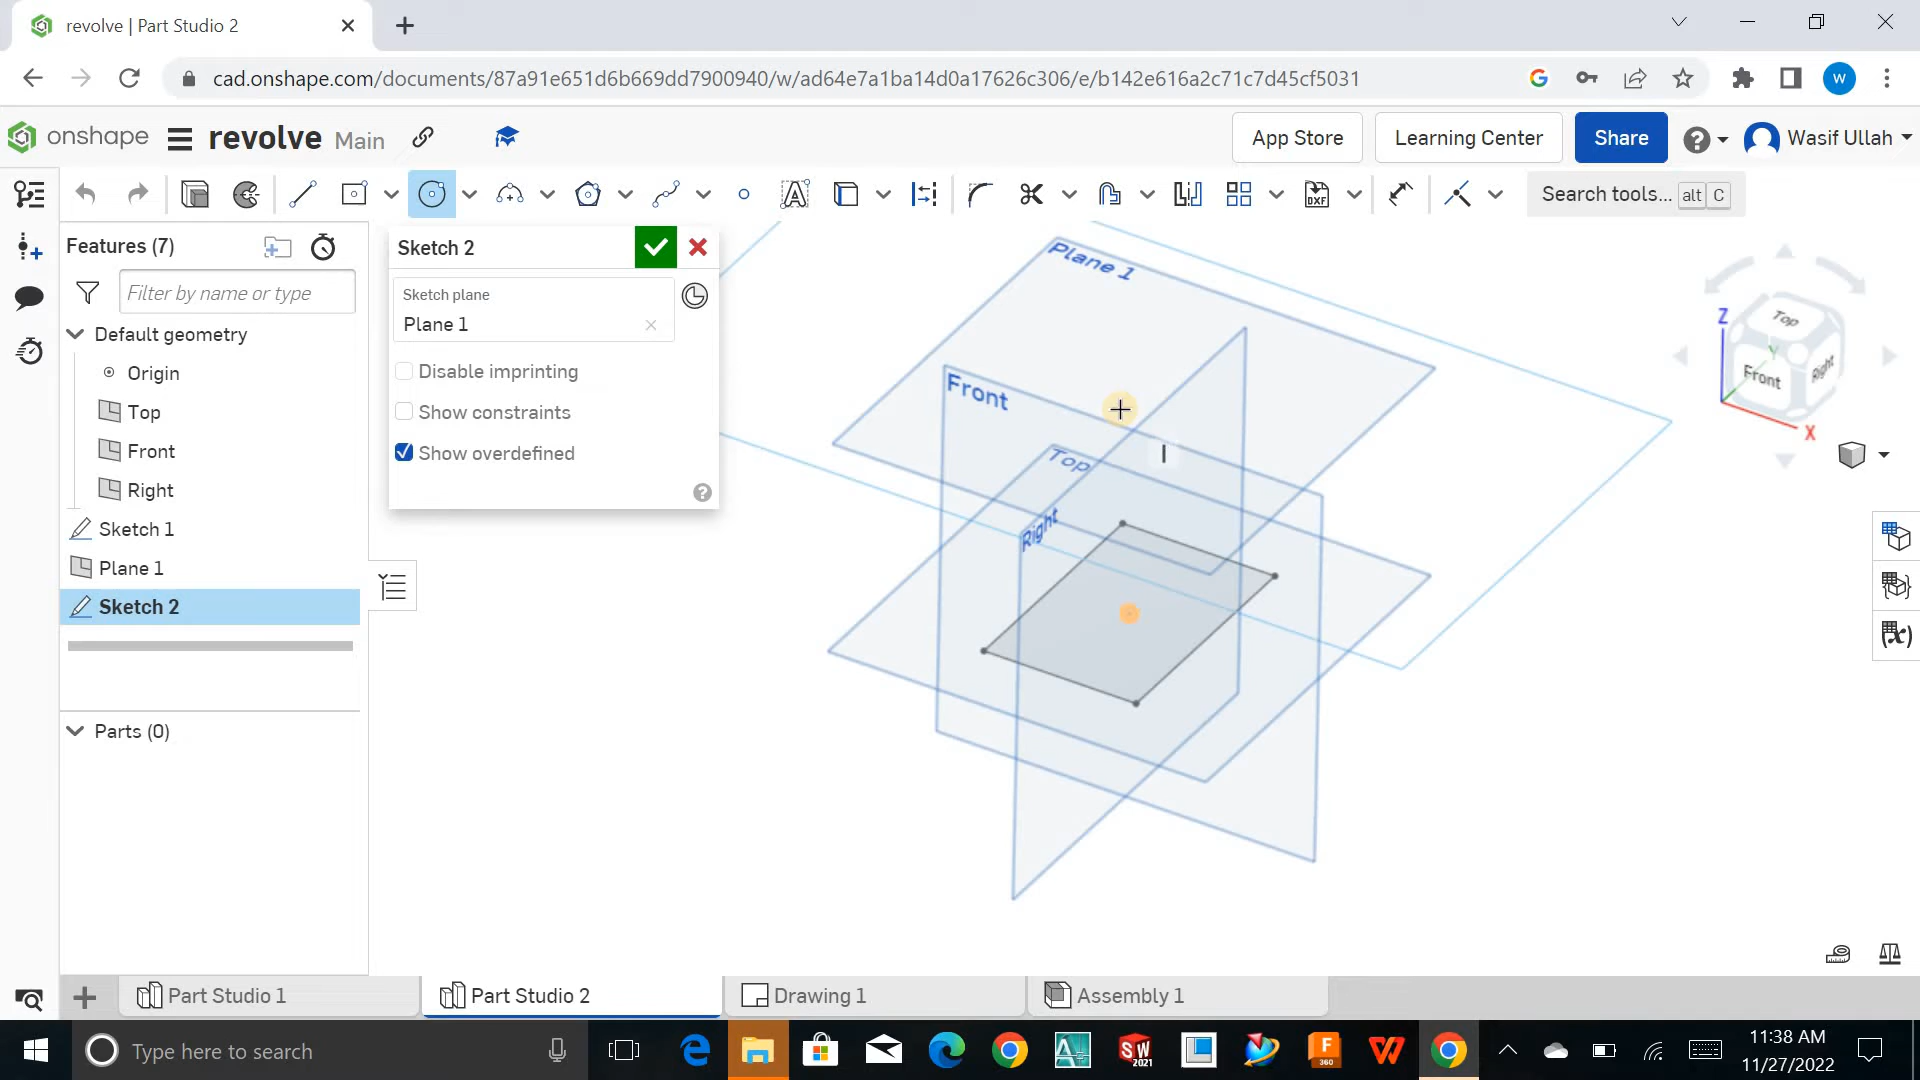 revolve | Part Studio 2
cad.onshape.com/documents/87a91e651d6b669dd7900940/w/ad64e7a1ba14d0a17626c306/e/b142e616a2c71c7d45cf5031
W
onshape revolve Main
App Store Learning Center Share Wasif Ullah
DXF
Search tools... alt C
Features (7)
Filter by name or type
Default geometry
Origin
Top
Front
Right
Sketch 1
Plane 1
Sketch 2
Parts (0)
Sketch 2
Sketch plane
Plane 1
Disable imprinting
Show constraints
Show overdefined
Plane 1
Front
Top
Right
Z
Top
Y
Front
Right
X
Part Studio 1
Part Studio 2
Drawing 1
Assembly 1
Type here to search
SW
2021
F
360
11:38 AM
11/27/2022